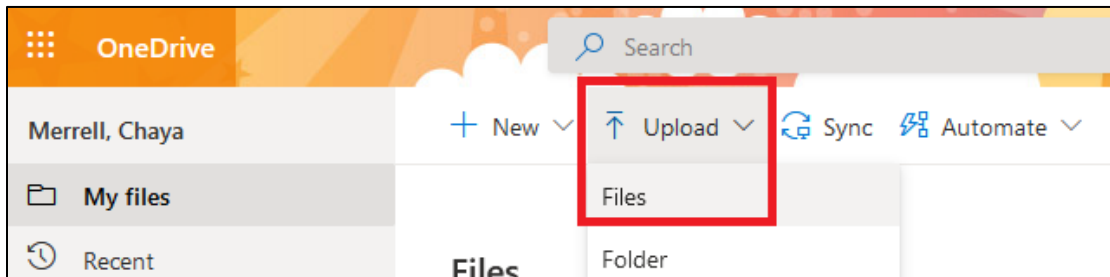 OneDrive
Search
Merrell, Chaya
New
Upload
Sync
Automate
My files
Files
Recent
Files
Folder